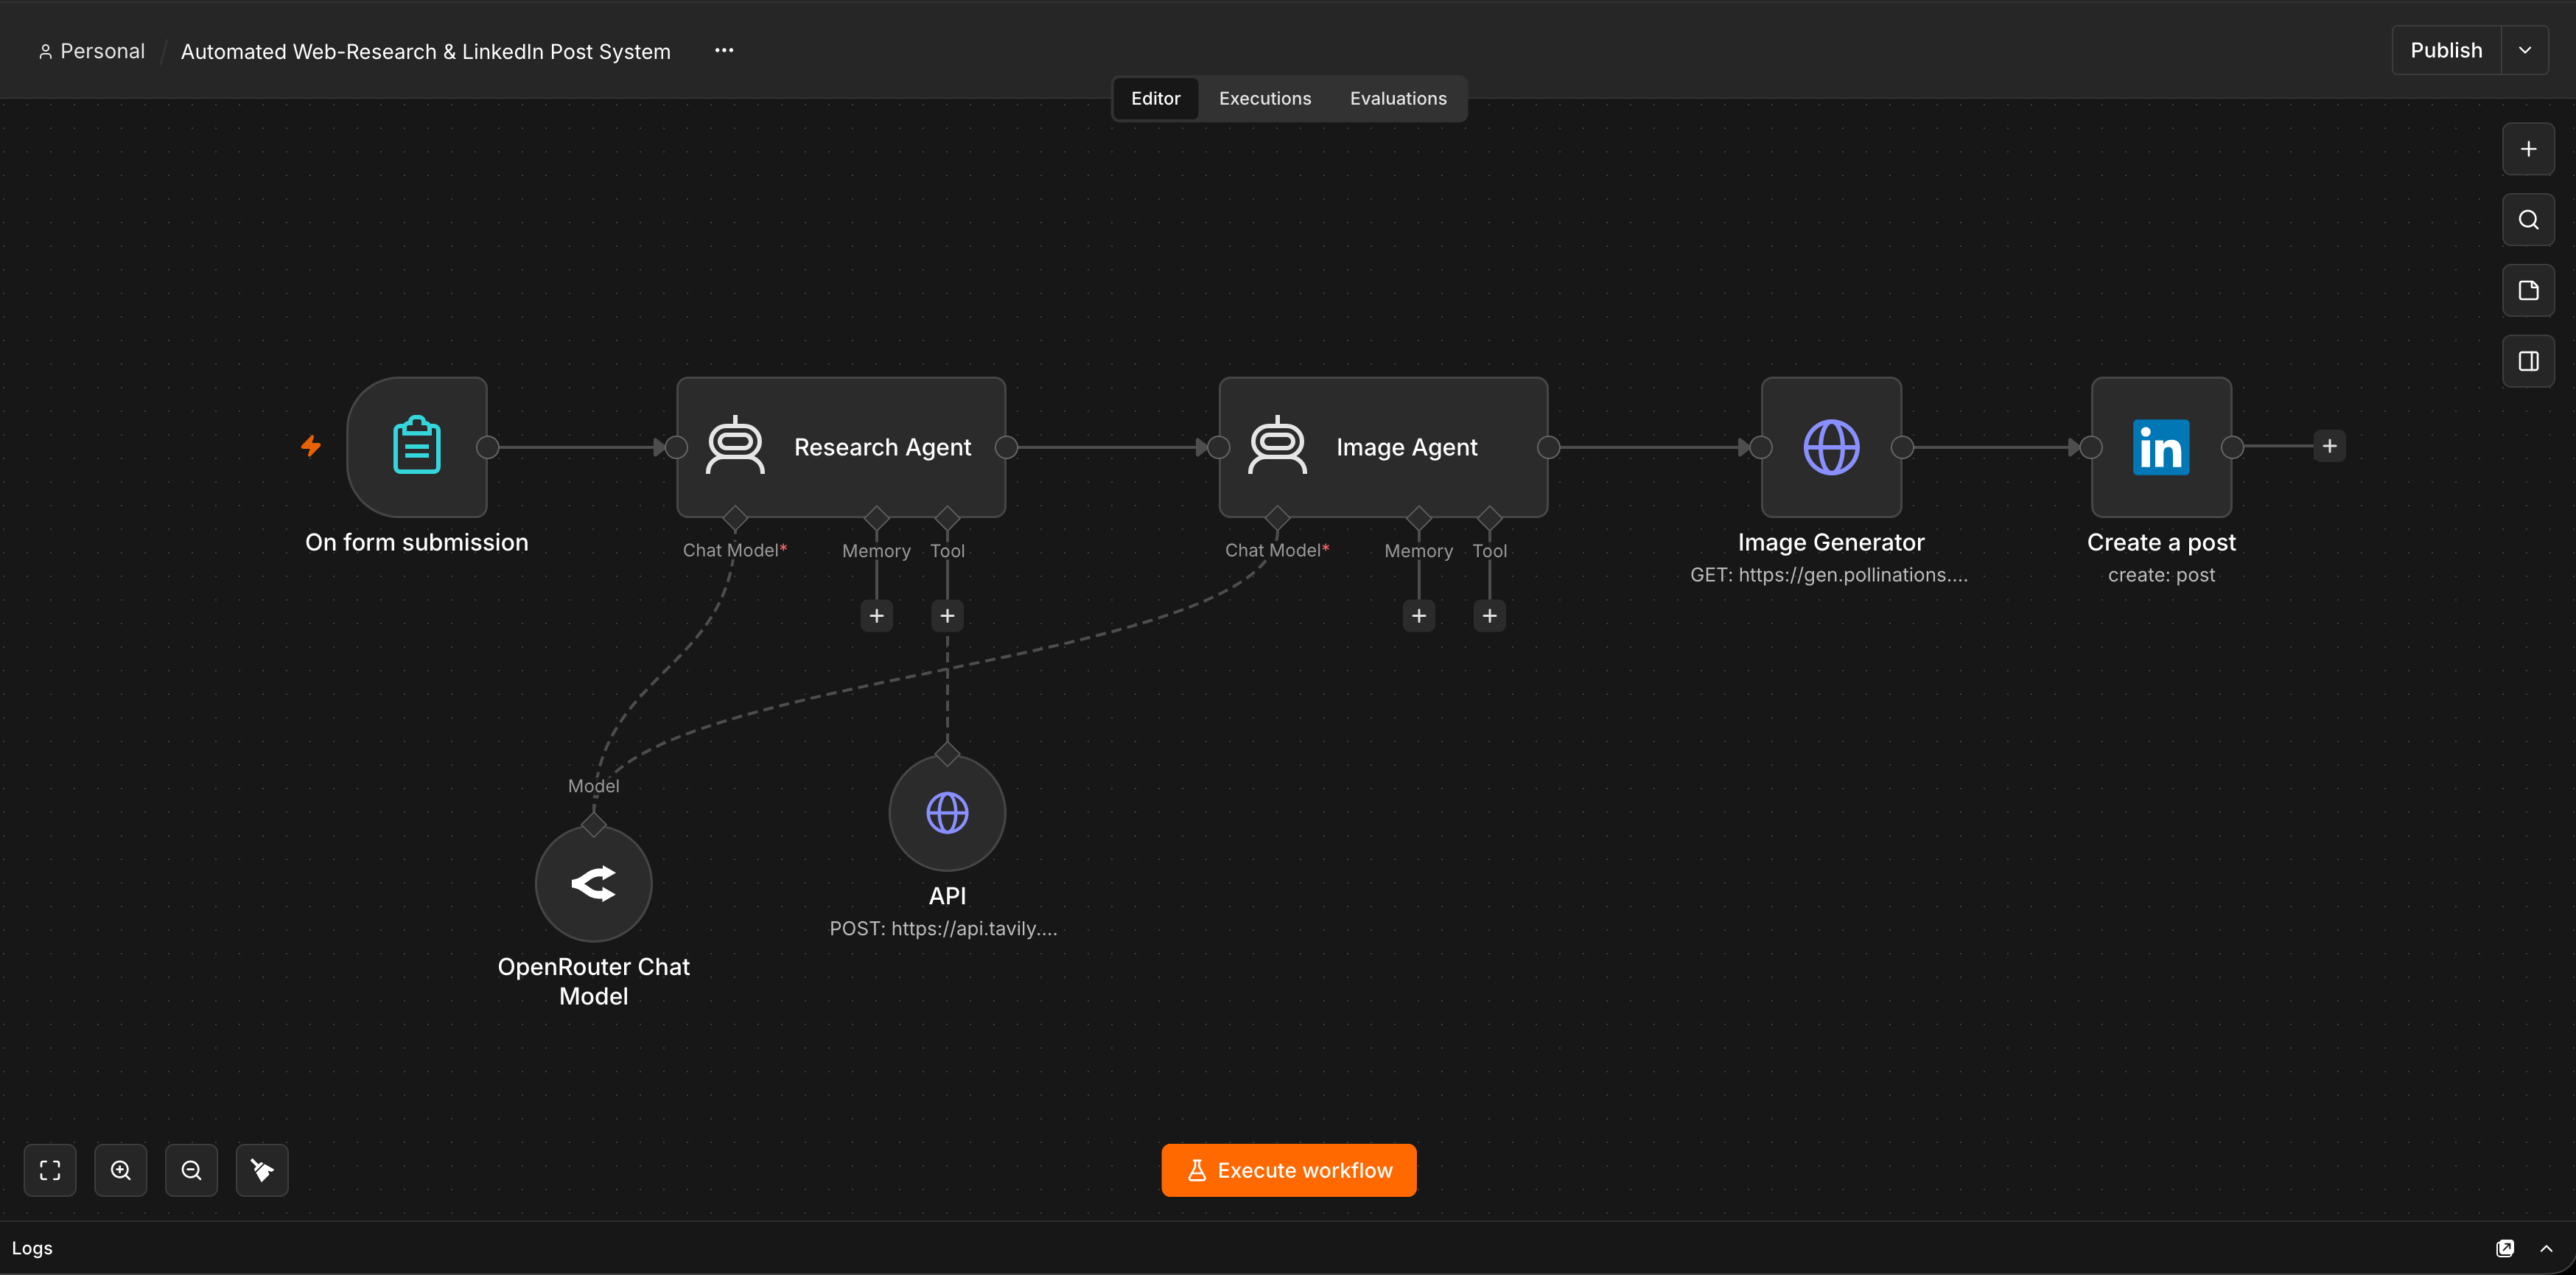 Personal / Automated Web-Research & LinkedIn Post System ...
Publish
Editor Executions Evaluations
Research Agent
Image Agent
in
On form submission
Chat Model*
Memory
Tool
Chat Model*
Memory
Tool
Image Generator
GET: https://gen.pollinations....
Create a post
create: post
Model
API
POST: https://api.tavily....
OpenRouter Chat
Model
Execute workflow
Logs